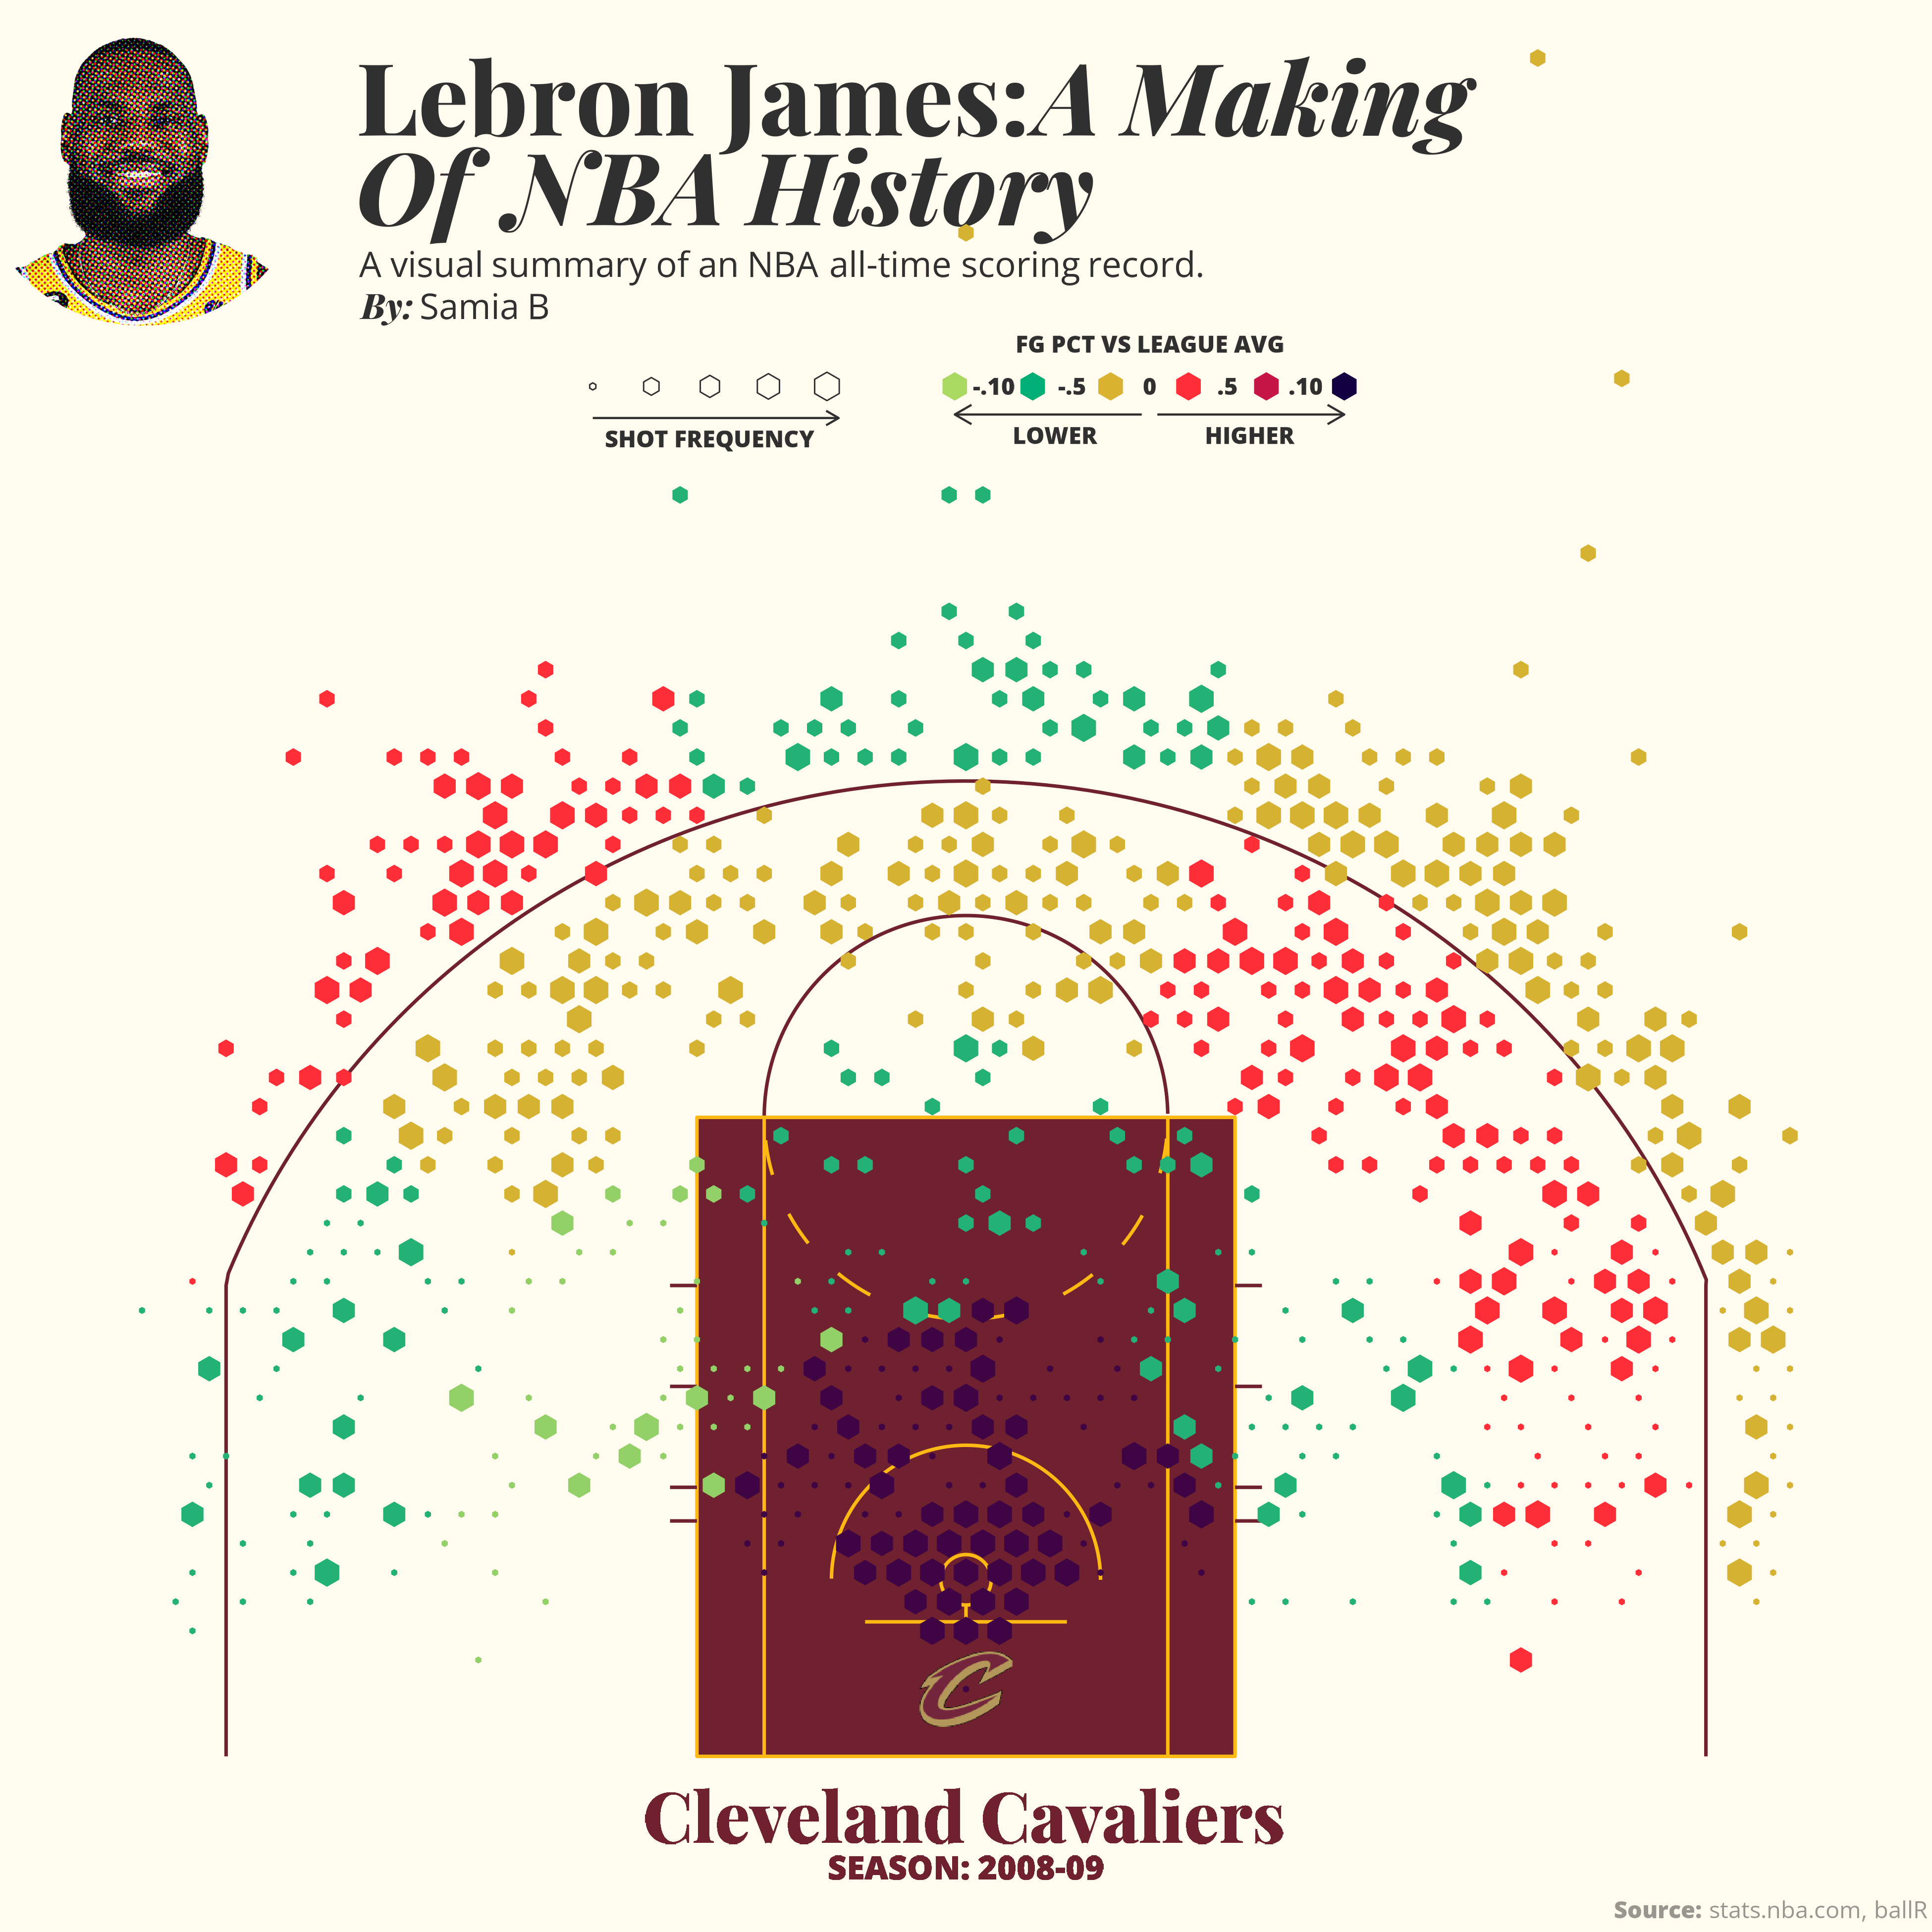 Lebron James: A Making
Of NBA History
A visual summary of an NBA all-time scoring record.
By: Samia B
FG PCT VS LEAGUE AVG
-.10 -.5 0 .5 .10
SHOT FREQUENCY
LOWER HIGHER
C
Cleveland Cavaliers
SEASON: 2008-09
Source: stats.nba.com, ballR